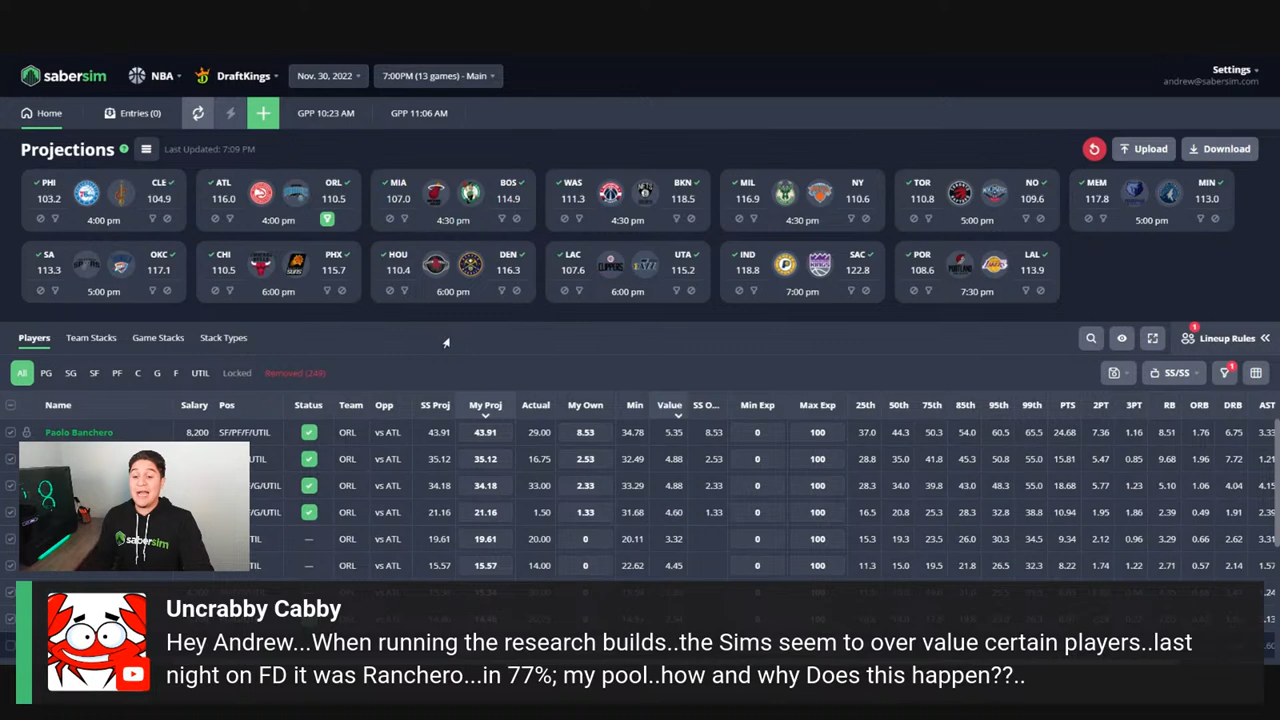 sabersim NBA DraftKings Nov. 30, 2022 7:00PM (13 games) - Main Settings
andrew@sabersim.com
Home Entries (0) + GPP 10:23 AM GPP 11:06 AM
Projections Last Updated: 7:09 PM Upload Download
PHI CLE ATL ORL MIA BOS WAS BKN MIL NY TOR NO MEM MIN
103.2 104.9 116.0 110.5 107.0 114.9 111.3 118.5 116.9 110.6 110.8 109.6 117.8 113.0
4:00 pm 4:00 pm 4:30 pm 4:30 pm 4:30 pm 5:00 pm 5:00 pm
SA OKC CHI PHX HOU DEN LAC UTA IND SAC POR LAL
113.3 117.1 110.5 115.7 110.4 116.3 107.6 115.2 118.8 122.8 108.6 113.9
5:00 pm 6:00 pm 6:00 pm 6:00 pm 7:00 pm 7:30 pm
Players Team Stacks Game Stacks Stack Types 1 Lineup Rules
All PG SG SF PF C G F UTIL Locked Removed (249) SS/SS 1
Name Salary Pos Status Team Opp SS Proj My Proj Actual My Own Min Value SS O... Min Exp Max Exp 25th 50th 75th 85th 95th 99th PTS 2PT 3PT RB ORB DRB AST
Paolo Banchero 8,200 SF/PF/F/UTIL ORL vs ATL 43.91 43.91 29.00 8.53 34.78 5.35 8.53 0 100 37.0 44.3 50.3 54.0 60.5 65.5 24.68 7.36 1.16 8.51 1.76 6.75 3.33
/UTIL ORL vs ATL 35.12 35.12 16.75 2.53 32.49 4.88 2.53 0 100 28.8 35.0 41.8 45.3 50.8 55.0 15.81 5.47 0.85 9.68 1.96 7.72 1.21
F/G/UTIL ORL vs ATL 34.18 34.18 33.00 2.33 33.49 4.88 2.33 0 100 28.3 34.0 39.8 43.0 48.3 55.0 18.68 5.77 1.23 5.10 1.06 4.04 4.15
F/G/UTIL ORL vs ATL 21.16 21.16 1.50 1.33 31.68 4.60 1.33 0 100 16.5 20.8 25.3 28.3 32.8 38.8 10.94 1.95 1.86 2.39 0.49 1.91 2.39
TIL — ORL vs ATL 19.61 19.61 20.00 0 20.11 3.32 0 100 15.3 19.3 23.5 26.0 30.3 33.5 9.34 2.12 0.96 3.29 0.66 2.62 3.31
UTIL — ORL vs ATL 15.57 15.57 14.00 0 22.62 4.45 0 100 11.3 15.0 19.5 21.8 26.5 32.3 8.22 1.74 1.22 2.71 0.57 2.14 1.57
Uncrabby Cabby
Hey Andrew...When running the research builds..the Sims seem to over value certain players..last
night on FD it was Ranchero...in 77%; my pool..how and why Does this happen??..